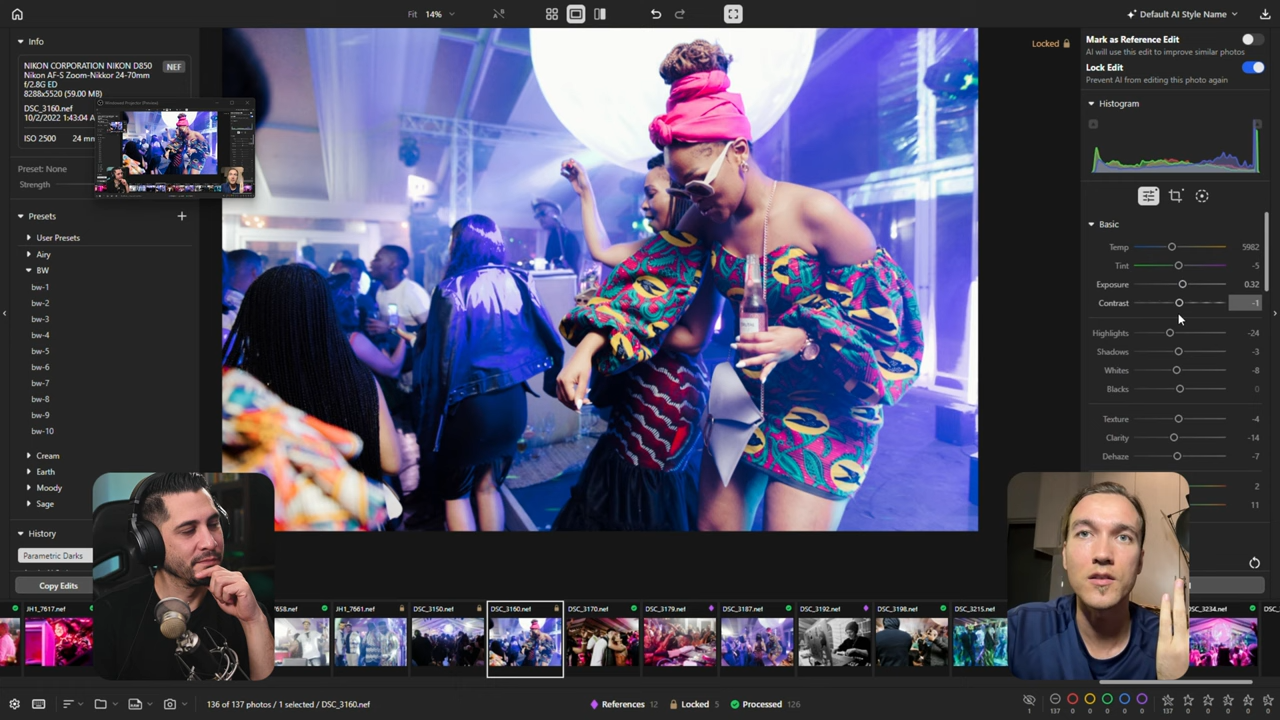 Fit 14%
Default AI Style Name
Info
NIKON CORPORATION NIKON D850
NEF
Nikon AF-S Zoom-Nikkor 24-70mm
f/2.8G ED
8288x5520 (59.00 MB)
DSC_3160.nef
10/2/2022 1:43:04 A
ISO 2500 24 mm
Preset: None
Strength
Presets
User Presets
Airy
BW
bw-1
bw-2
bw-3
bw-4
bw-5
bw-6
bw-7
bw-8
bw-9
bw-10
Cream
Earth
Moody
Sage
History
Parametric Darks
Copy Edits
Locked
Mark as Reference Edit
AI will use this edit to improve similar photos
Lock Edit
Prevent AI from editing this photo again
Histogram
Basic
Temp 5982
Tint -5
Exposure 0.32
Contrast -1
Highlights -24
Shadows -3
Whites -8
Blacks 0
Texture -4
Clarity -14
Dehaze -7
2
11
JH1_7617.nef
7658.nef
JH1_7661.nef
DSC_3150.nef
DSC_3160.nef
DSC_3170.nef
DSC_3179.nef
DSC_3187.nef
DSC_3192.nef
DSC_3198.nef
DSC_3215.nef
3234.nef
136 of 137 photos / 1 selected / DSC_3160.nef
References 12
Locked 5
Processed 126
1 137 0 0 0 0 0 137 0 0 0 0